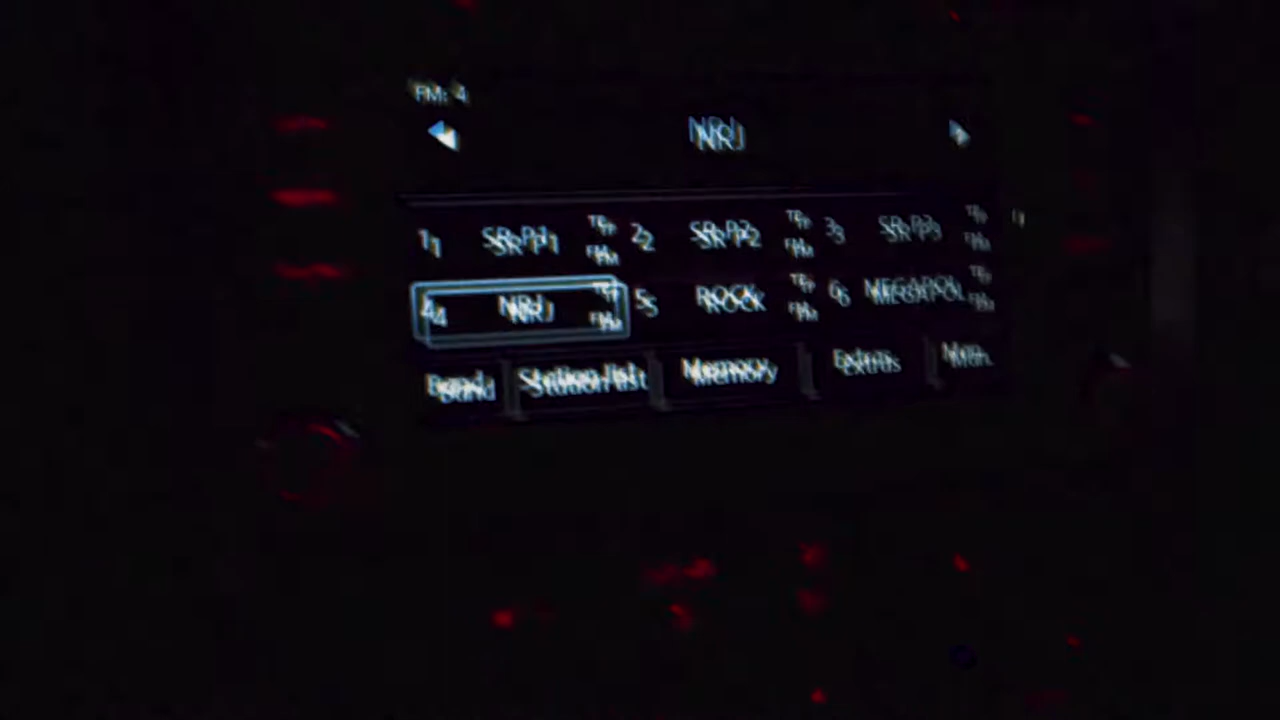 FM: 4
NRJ
1 SR P1 TP FM 2 SR P2 TP FM 3 SR P3 TP FM
4 NRJ TP FM 5 ROCK TP FM 6 MEGAPOL TP FM
Band Station list Memory Extras Man.